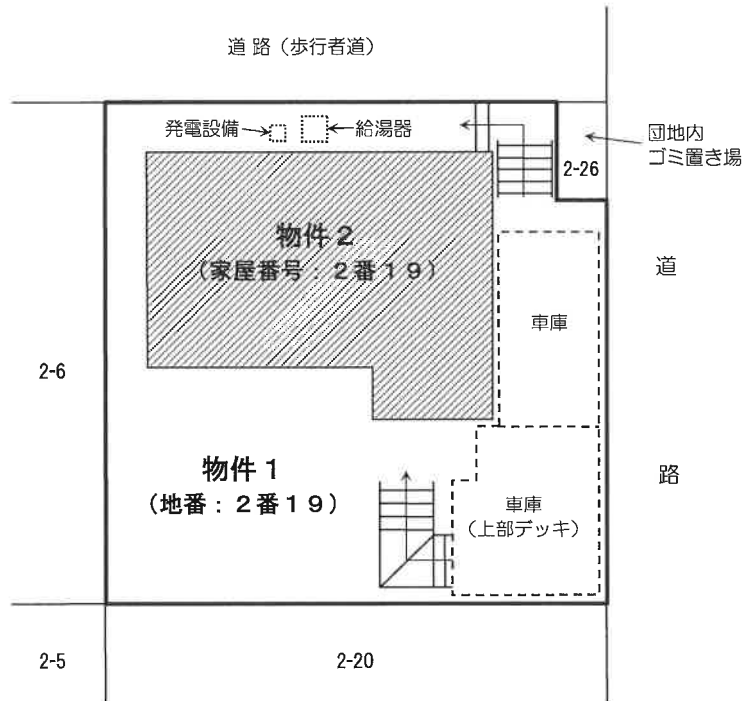 道 路（歩行者道）
発電設備
給湯器
団地内
ゴミ置き場
2-26
物件２
（家屋番号：２番１９）
道
車庫
2-6
物件１
（地番：２番１９）
路
車庫
（上部デッキ）
2-5
2-20